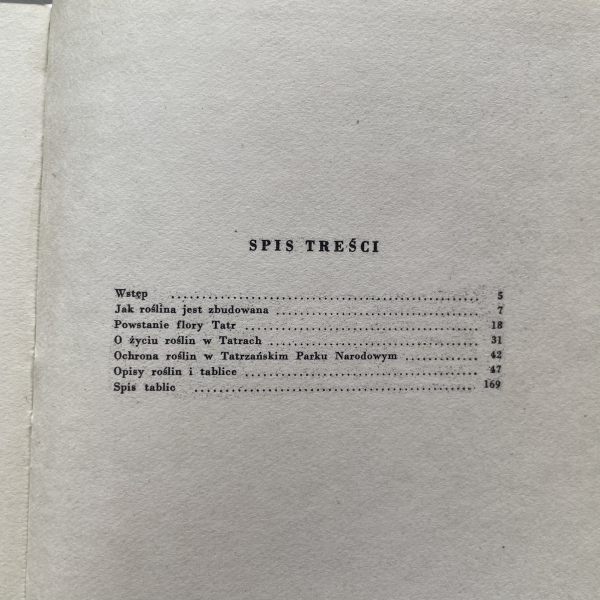 SPIS TREŚCI
Wstęp ........................ 5
Jak roślina jest zbudowana ........................ 7
Powstanie flory Tatr ........................ 18
O życiu roślin w Tatrach ........................ 31
Ochrona roślin w Tatrzańskim Parku Narodowym ........................ 42
Opisy roślin i tablice ........................ 47
Spis tablic ........................ 169